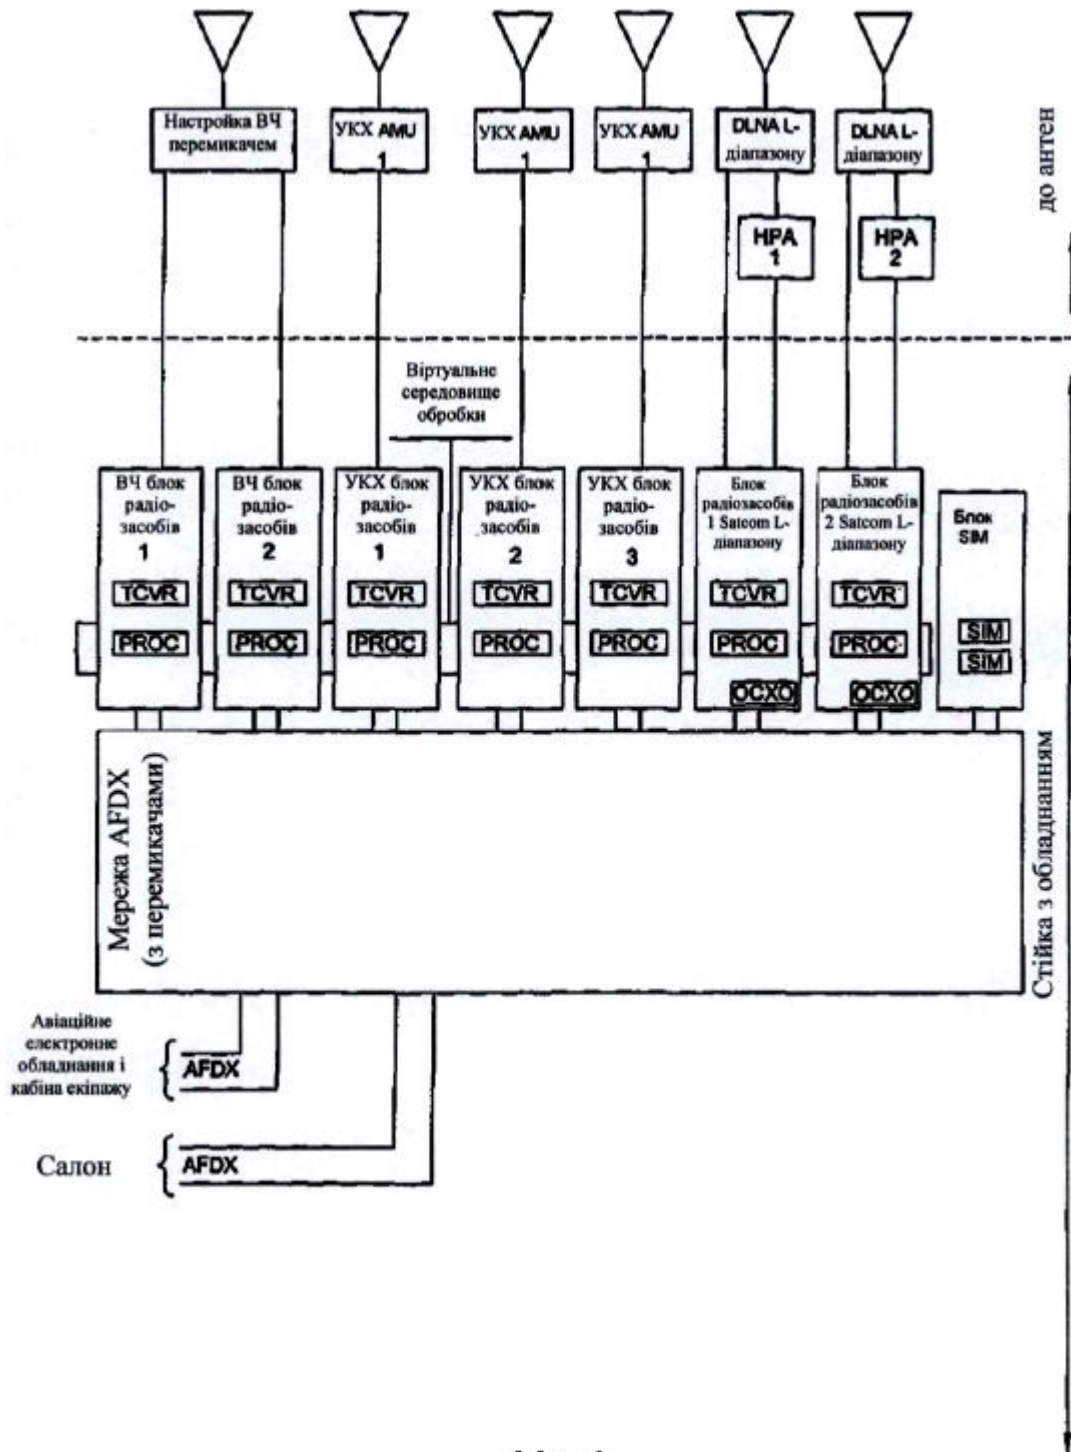 Настройка ВЧ
перемикачем
УКХ AMU
1
УКХ AMU
1
УКХ AMU
1
DLNA L-
діапазону
DLNA L-
діапазону
до антен
HPA
1
HPA
2
Віртуальне
середовище
обробки
ВЧ блок
радіо-
засобів
1
TCVR
PROC
ВЧ блок
радіо-
засобів
2
TCVR
PROC
УКХ блок
радіо-
засобів
1
TCVR
PROC
УКХ блок
радіо-
засобів
2
TCVR
PROC
УКХ блок
радіо-
засобів
3
TCVR
PROC
Блок
радіозасобів
1 Satcom L-
діапазону
TCVR
PROC
OCXO
Блок
радіозасобів
2 Satcom L-
діапазону
TCVR
PROC
OCXO
Блок
SIM
SIM
SIM
Мережа AFDX
(з перемикачами)
Стійка з обладнанням
Авіаційне
електронне
обладнання і
кабіна екіпажу
AFDX
Салон
AFDX